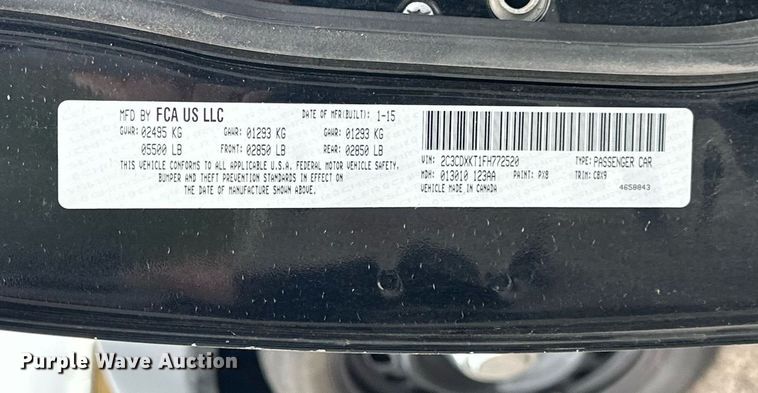 MFD BY FCA US LLC DATE OF MFR(BUILT): 1-15
GVWR: 02495 KG GAWR: 01293 KG GAWR: 01293 KG
05500 LB FRONT: 02850 LB REAR: 02850 LB
THIS VEHICLE CONFORMS TO ALL APPLICABLE U.S.A. FEDERAL MOTOR VEHICLE SAFETY,
BUMPER AND THEFT PREVENTION STANDARDS IN EFFECT ON
THE DATE OF MANUFACTURE SHOWN ABOVE.
VIN: 2C3CDXKT1FH772520 TYPE: PASSENGER CAR
MDH: 013010 123AA PAINT: PX8 TRIM: CBX9
VEHICLE MADE IN CANADA 4658843
Purple Wave Auction